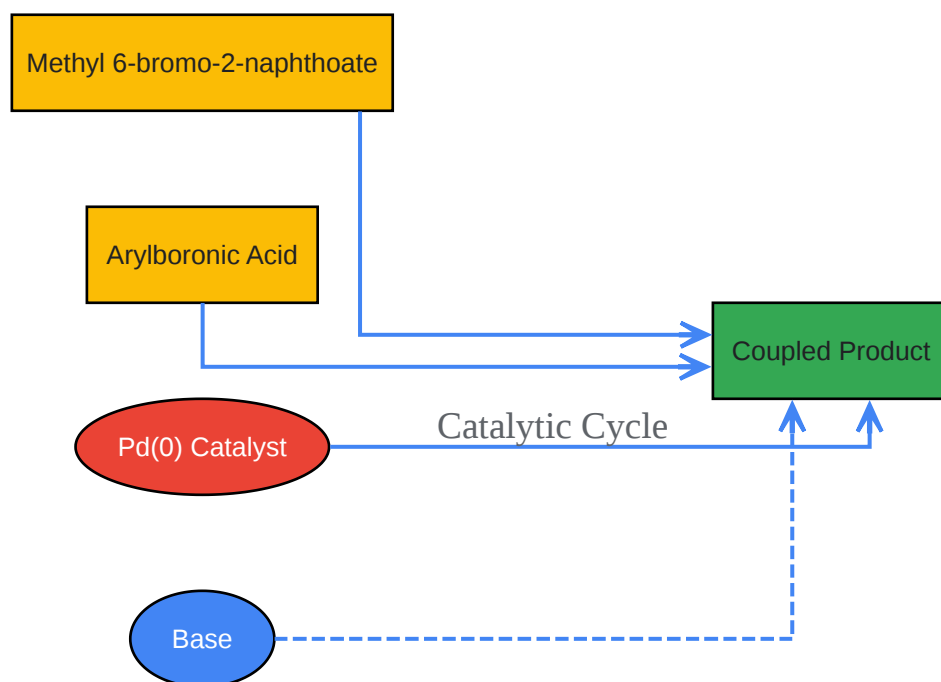 Methyl 6-bromo-2-naphthoate
Arylboronic Acid
Coupled Product
Catalytic Cycle
Pd(0) Catalyst
Base